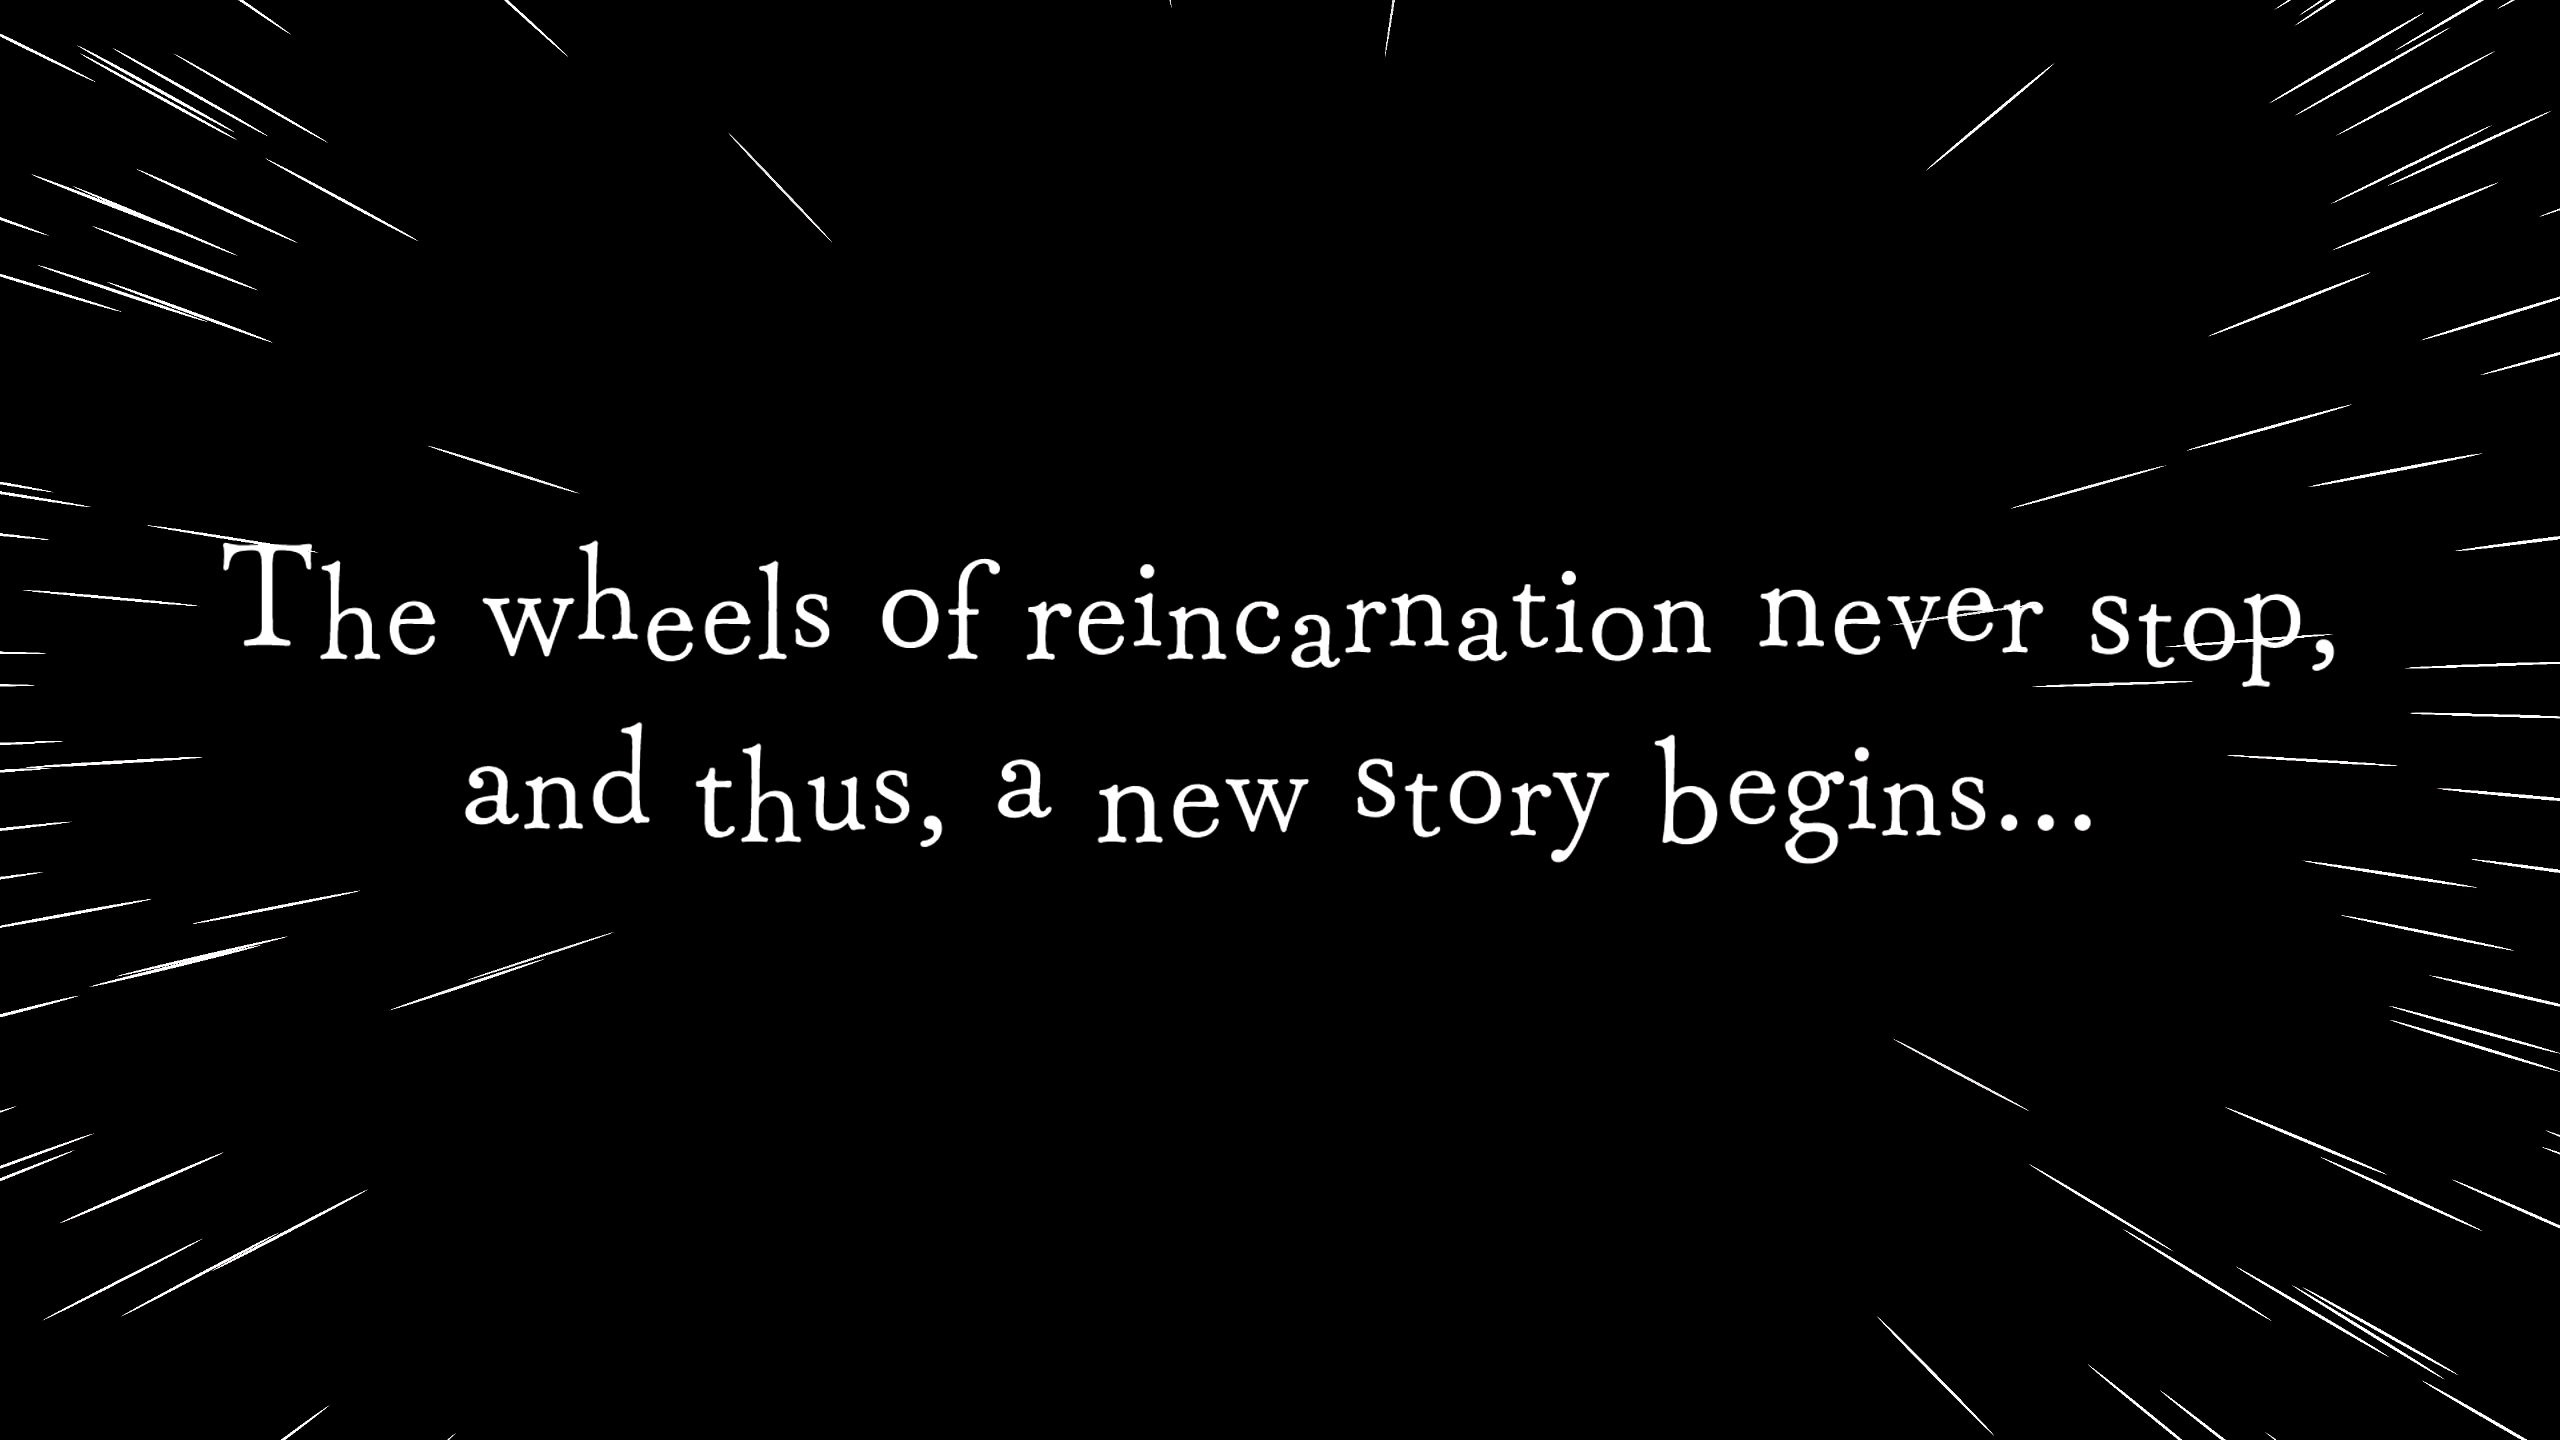 The wheels of reincarnation never stop,
and thus, a new story begins...